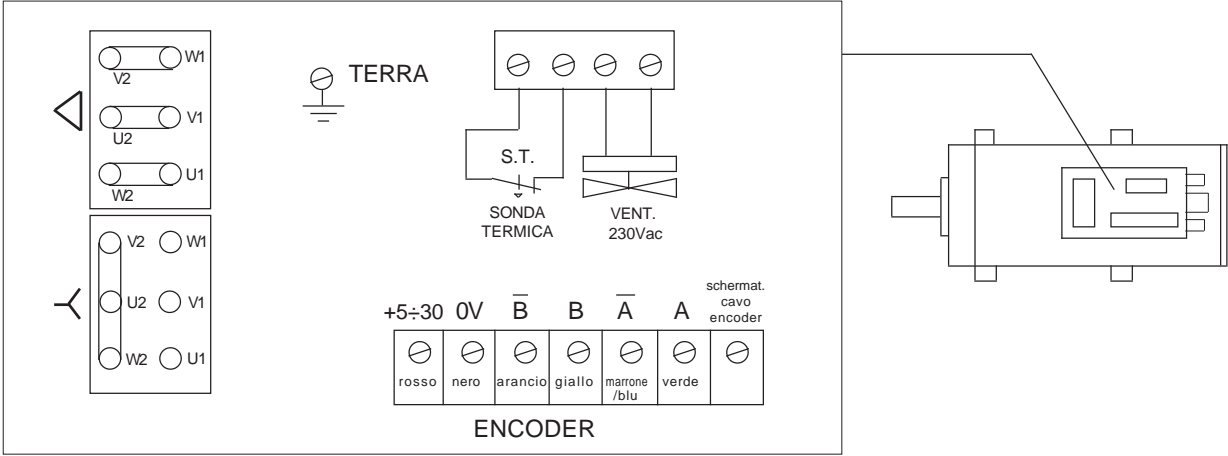 W1
V2
V1
U2
U1
W2
V2 W1
U2 V1
W2 U1
TERRA
S.T.
SONDA
TERMICA
VENT.
230Vac
+5÷30 0V B̅ B A̅ A
schermat.
cavo
encoder
rosso nero arancio giallo marrone
/blu verde
ENCODER